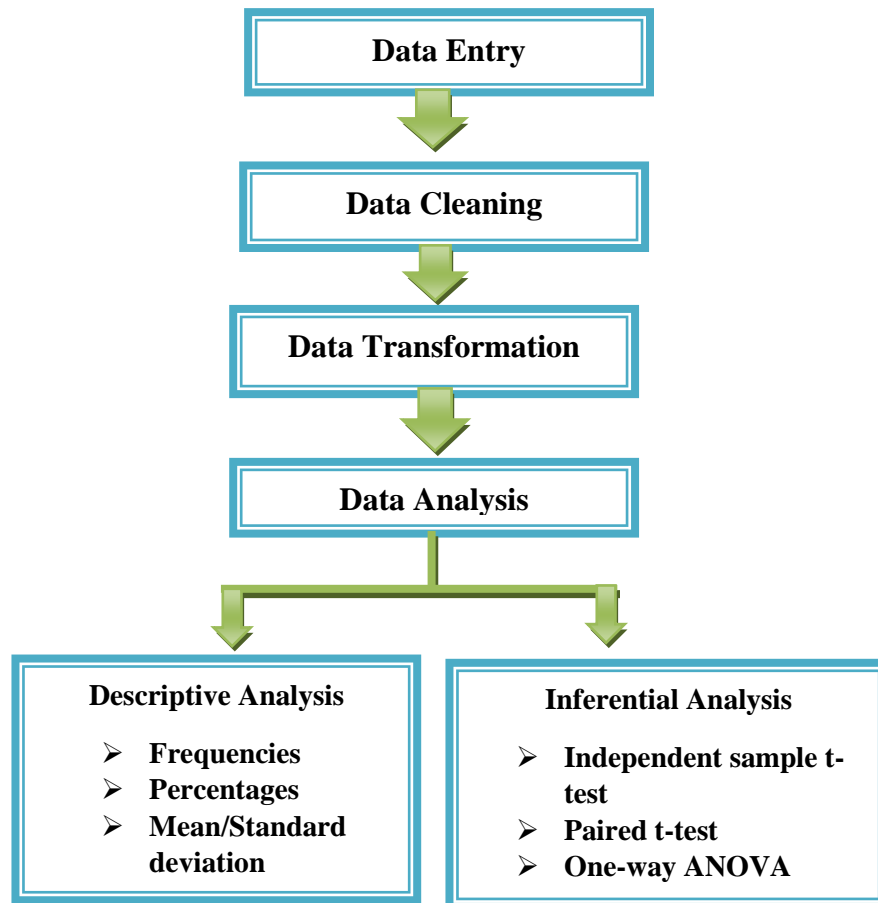 Data Entry
Data Cleaning
Data Transformation
Data Analysis
Descriptive Analysis
➢ Frequencies
➢ Percentages
➢ Mean/Standard
deviation
Inferential Analysis
➢ Independent sample t-
test
➢ Paired t-test
➢ One-way ANOVA